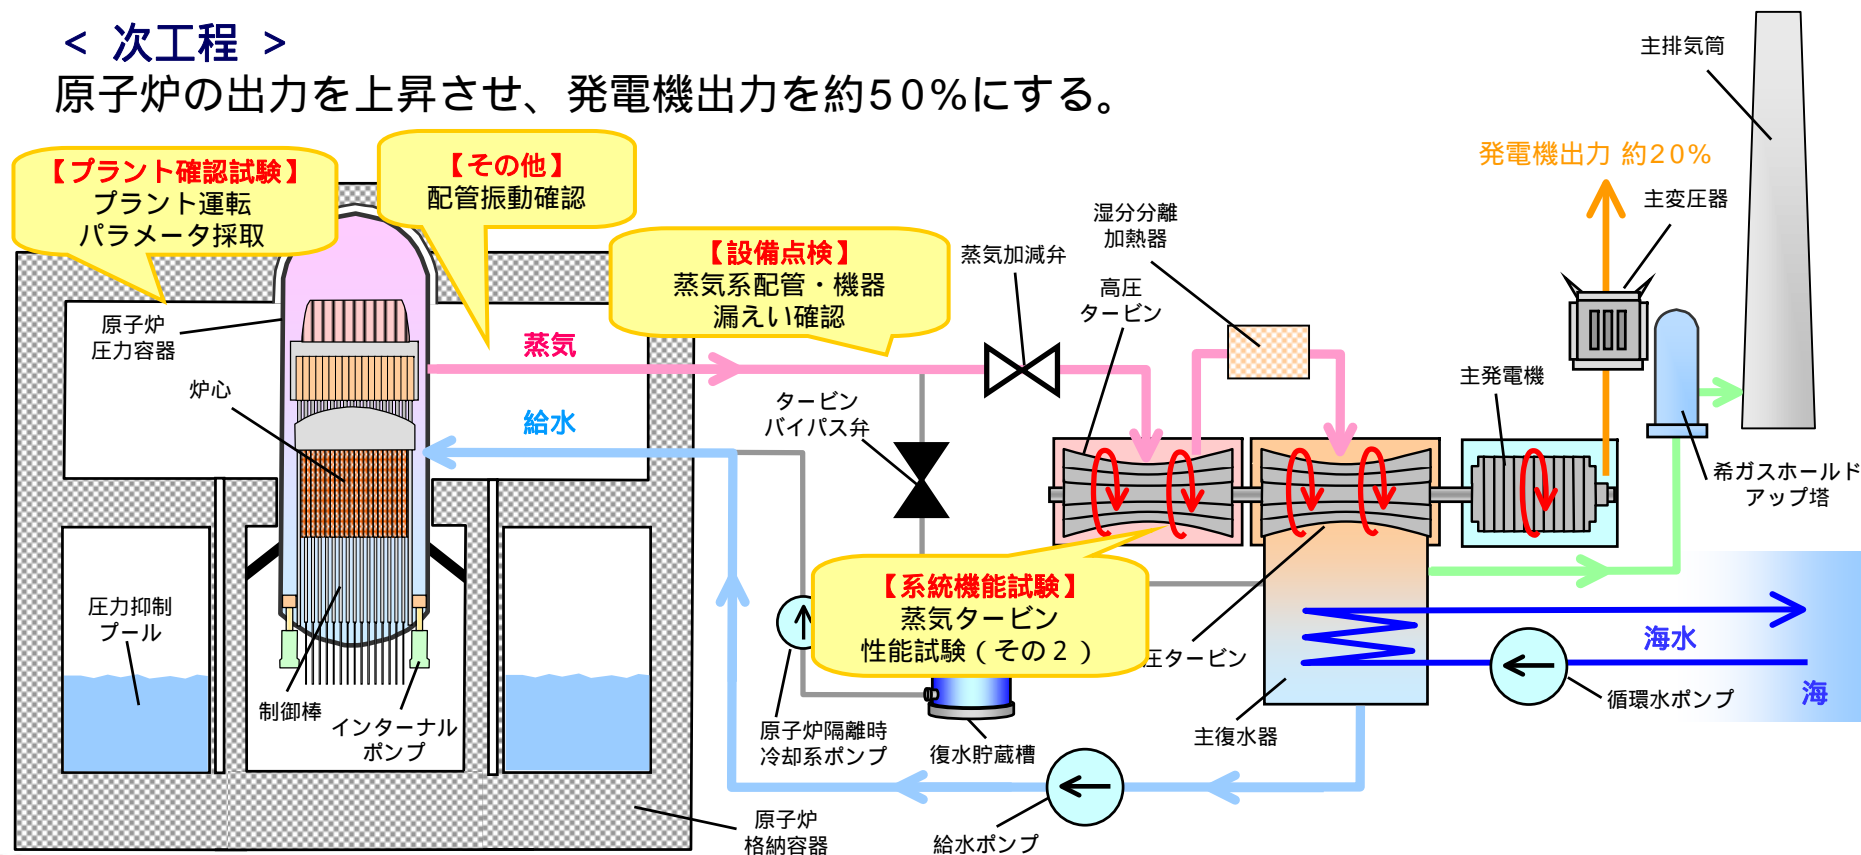 < 次工程 >
原子炉の出力を上昇させ、発電機出力を約50%にする。
主排気筒
【プラント確認試験】
プラント運転
パラメータ採取
【その他】
配管振動確認
発電機出力 約20%
主変圧器
湿分分離
加熱器
【設備点検】
蒸気系配管・機器
漏えい確認
蒸気加減弁
高圧
タービン
原子炉
圧力容器
蒸気
炉心
主発電機
タービン
バイパス弁
給水
希ガスホールド
アップ塔
【系統機能試験】
蒸気タービン
性能試験(その2)
圧力抑制
プール
海水
圧タービン
海
循環水ポンプ
制御棒
インターナル
ポンプ
原子炉隔離時
冷却系ポンプ
復水貯蔵槽
主復水器
原子炉
格納容器
給水ポンプ